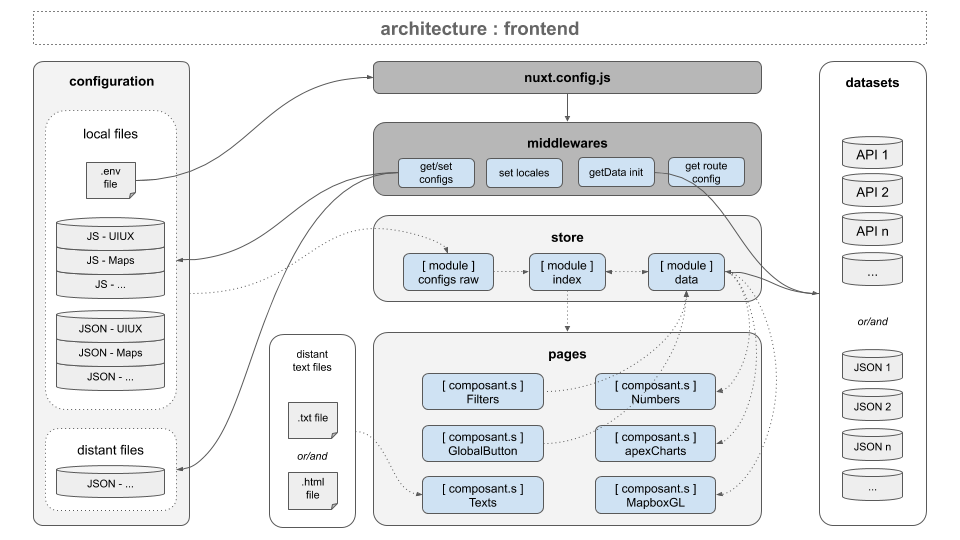 architecture : frontend
configuration
local files
.env
file
JS - UIUX
JS - Maps
JS - ...
JSON - UIUX
JSON - Maps
JSON - ...
distant files
JSON - ...
nuxt.config.js
middlewares
get/set
configs
set locales
getData init
get route
config
store
[ module ]
configs raw
[ module ]
index
[ module ]
data
distant
text files
.txt file
or/and
.html
file
pages
[ composant.s ]
Filters
[ composant.s ]
Numbers
[ composant.s ]
GlobalButton
[ composant.s ]
apexCharts
[ composant.s ]
Texts
[ composant.s ]
MapboxGL
datasets
API 1
API 2
API n
...
or/and
JSON 1
JSON 2
JSON n
...